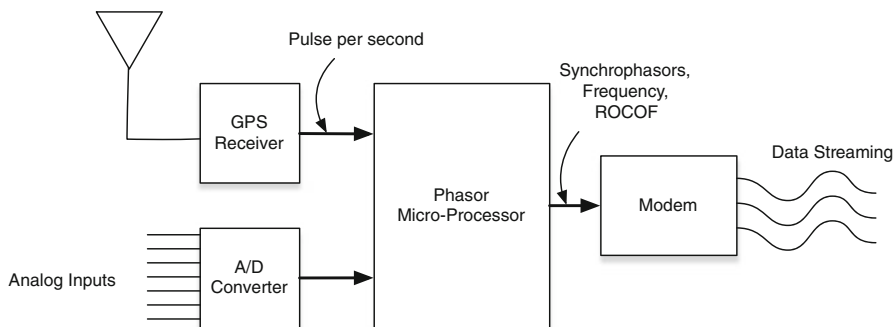 Pulse per second
Synchrophasors,
Frequency,
ROCOF
GPS
Receiver
Data Streaming
Phasor
Micro-Processor
Modem
Analog Inputs
A/D
Converter